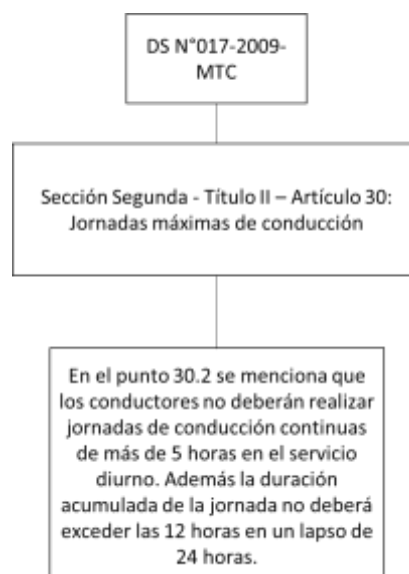 DS N°017-2009-
MTC
Sección Segunda - Título II – Artículo 30:
Jornadas máximas de conducción
En el punto 30.2 se menciona que
los conductores no deberán realizar
jornadas de conducción continuas
de más de 5 horas en el servicio
diurno. Además la duración
acumulada de la jornada no deberá
exceder las 12 horas en un lapso de
24 horas.